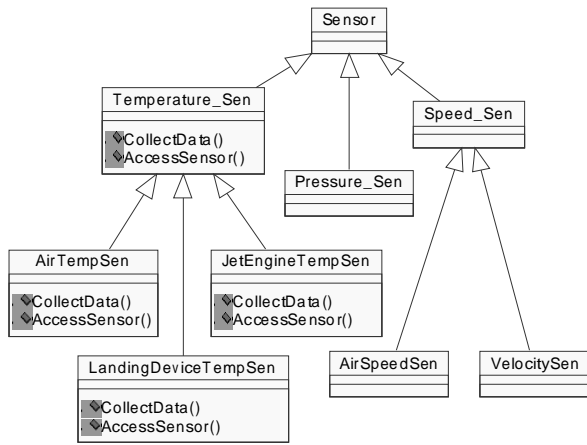 Sensor
Temperature_Sen
CollectData()
AccessSensor()
Speed_Sen
Pressure_Sen
AirTempSen
CollectData()
AccessSensor()
JetEngineTempSen
CollectData()
AccessSensor()
LandingDeviceTempSen
CollectData()
AccessSensor()
AirSpeedSen
VelocitySen